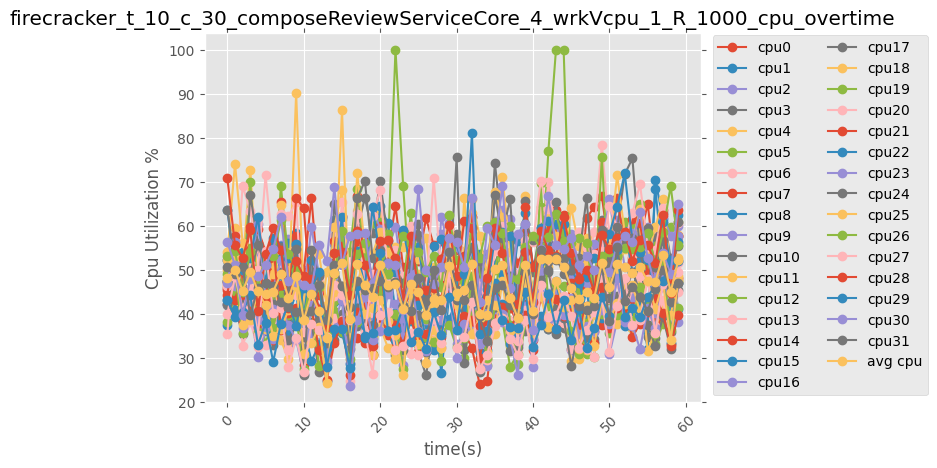 firecracker_t_10_c_30_composeReviewServiceCore_4_wrkVcpu_1_R_1000_cpu_overtime
Cpu Utilization %
100
90
80
70
60
50
40
30
20
0
10
20
30
40
50
60
time(s)
cpu0
cpu1
cpu2
cpu3
cpu4
cpu5
cpu6
cpu7
cpu8
cpu9
cpu10
cpu11
cpu12
cpu13
cpu14
cpu15
cpu16
cpu17
cpu18
cpu19
cpu20
cpu21
cpu22
cpu23
cpu24
cpu25
cpu26
cpu27
cpu28
cpu29
cpu30
cpu31
avg cpu